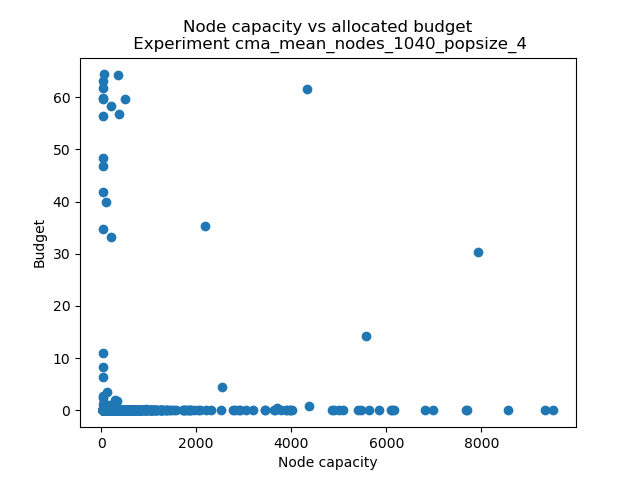 Node capacity vs allocated budget
Experiment cma_mean_nodes_1040_popsize_4
60
50
40
30
20
10
0
Budget
0 2000 4000 6000 8000
Node capacity